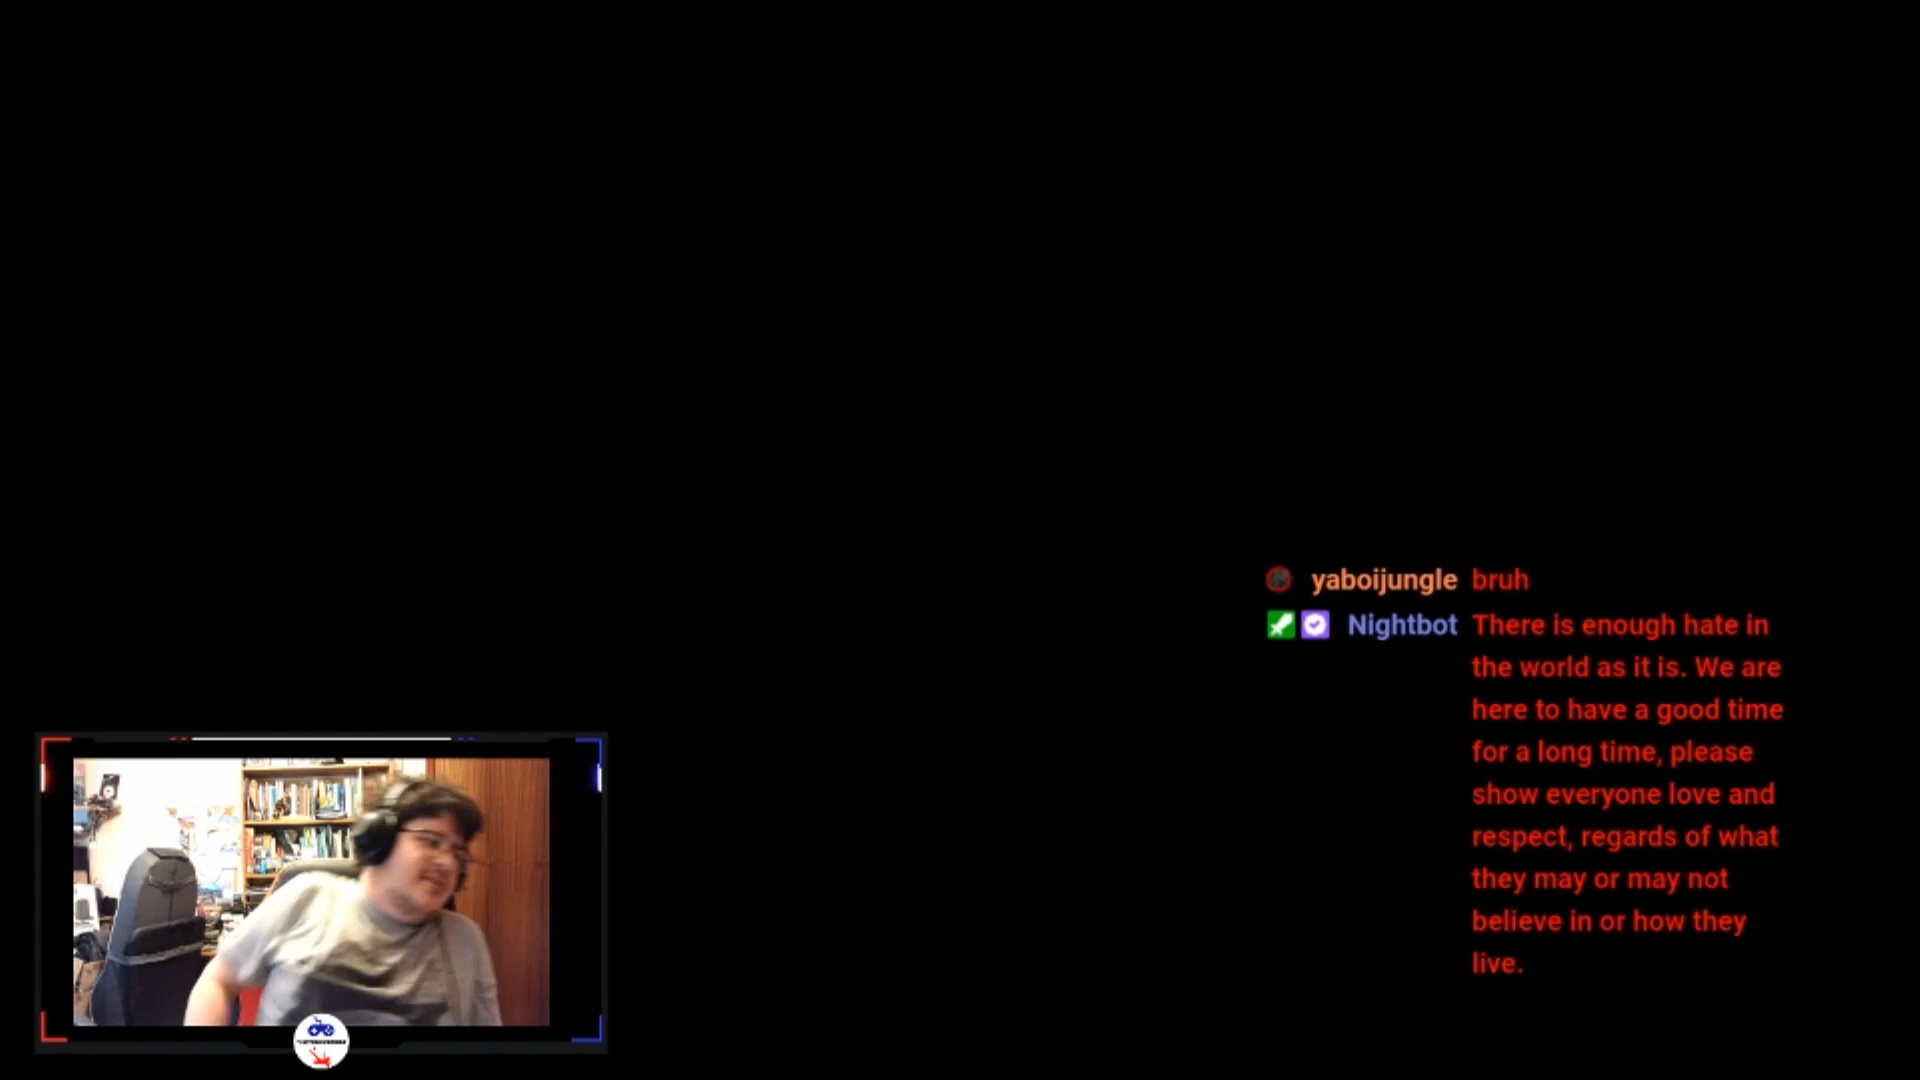 yaboijungle bruh
Nightbot There is enough hate in
the world as it is. We are
here to have a good time
for a long time, please
show everyone love and
respect, regards of what
they may or may not
believe in or how they
live.